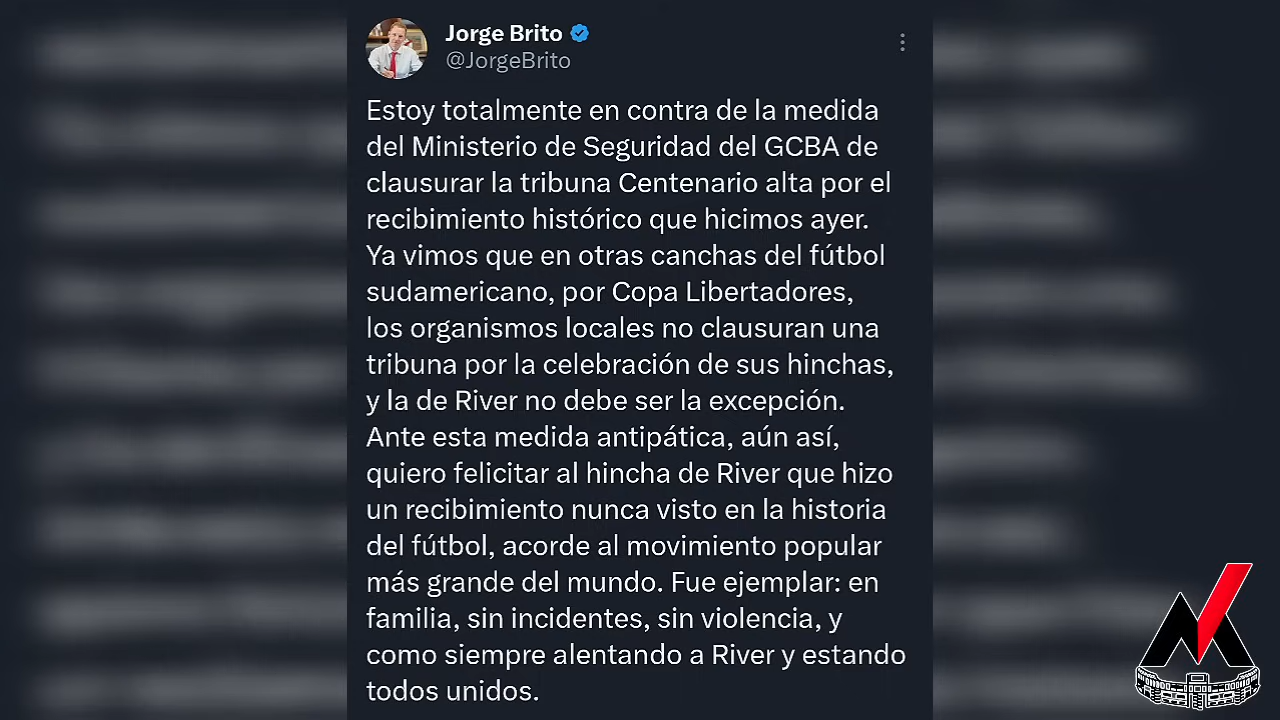 Jorge Brito
@JorgeBrito
Estoy totalmente en contra de la medida
del Ministerio de Seguridad del GCBA de
clausurar la tribuna Centenario alta por el
recibimiento histórico que hicimos ayer.
Ya vimos que en otras canchas del fútbol
sudamericano, por Copa Libertadores,
los organismos locales no clausuran una
tribuna por la celebración de sus hinchas,
y la de River no debe ser la excepción.
Ante esta medida antipática, aún así,
quiero felicitar al hincha de River que hizo
un recibimiento nunca visto en la historia
del fútbol, acorde al movimiento popular
más grande del mundo. Fue ejemplar: en
familia, sin incidentes, sin violencia, y
como siempre alentando a River y estando
todos unidos.